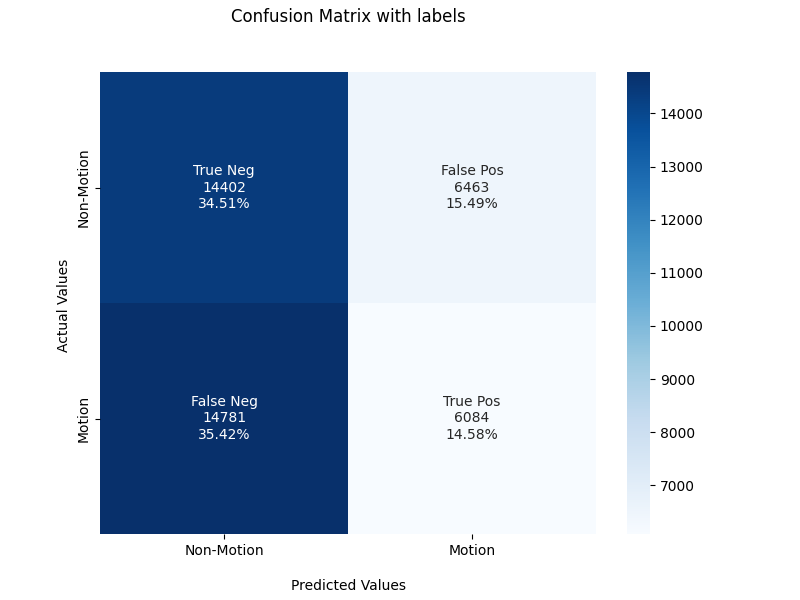 Confusion Matrix with labels
True Neg
14402
34.51%
False Pos
6463
15.49%
False Neg
14781
35.42%
True Pos
6084
14.58%
Non-Motion
Motion
Actual Values
Non-Motion
Motion
Predicted Values
14000
13000
12000
11000
10000
9000
8000
7000